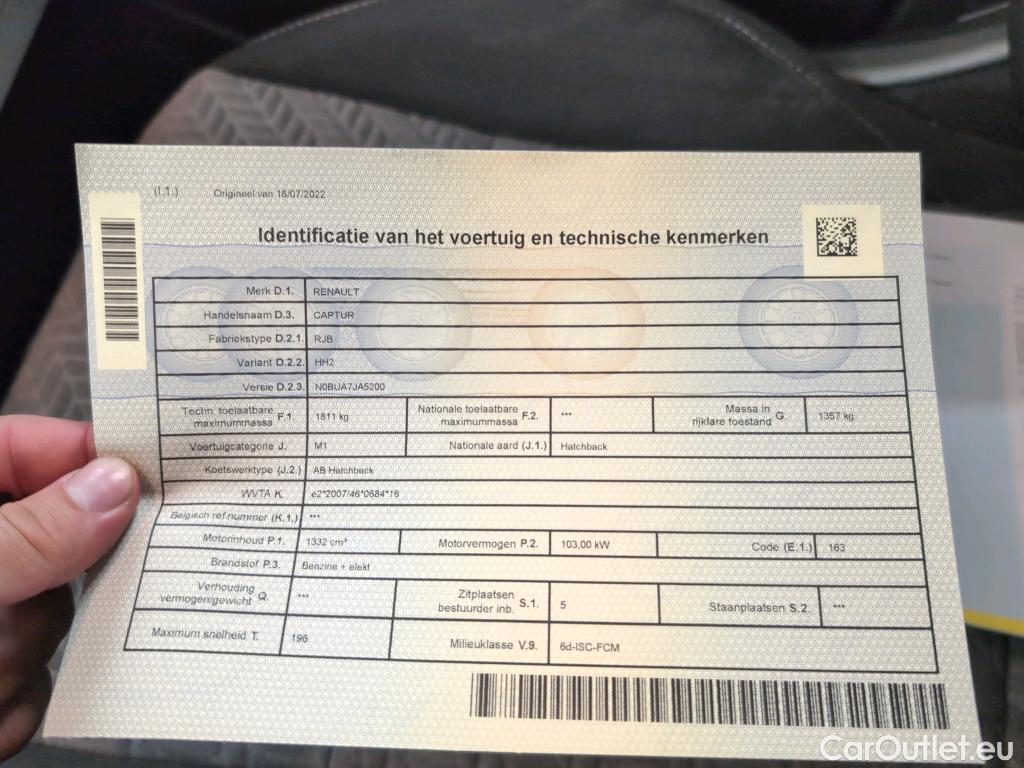 (I.1.) Origineel van 18/07/2022
Identificatie van het voertuig en technische kenmerken
Merk D.1. RENAULT
Handelsnaam D.3. CAPTUR
Fabriekstype D.2.1. RJB
Variant D.2.2. HH2
Versie D.2.3. N0BUA7JA5200
Techn. toelaatbare maximummassa F.1. 1811 kg Nationale toelaatbare maximummassa F.2. *** Massa in rijklare toestand G. 1357 kg
Voertuigcategorie J. M1 Nationale aard (J.1.) Hatchback
Koetswerktype (J.2.) AB Hatchback
WVTA K. e2*2007/46*0684*16
Belgisch ref.nummer (K.1.) ***
Motorinhoud P.1. 1332 cm³ Motorvermogen P.2. 103,00 kW Code (E.1.) 163
Brandstof P.3. Benzine + elekt
Verhouding vermogen/gewicht Q. *** Zitplaatsen bestuurder inb. S.1. 5 Staanplaatsen S.2. ***
Maximum snelheid T. 196 Milieuklasse V.9. 6d-ISC-FCM
CarOutlet.eu